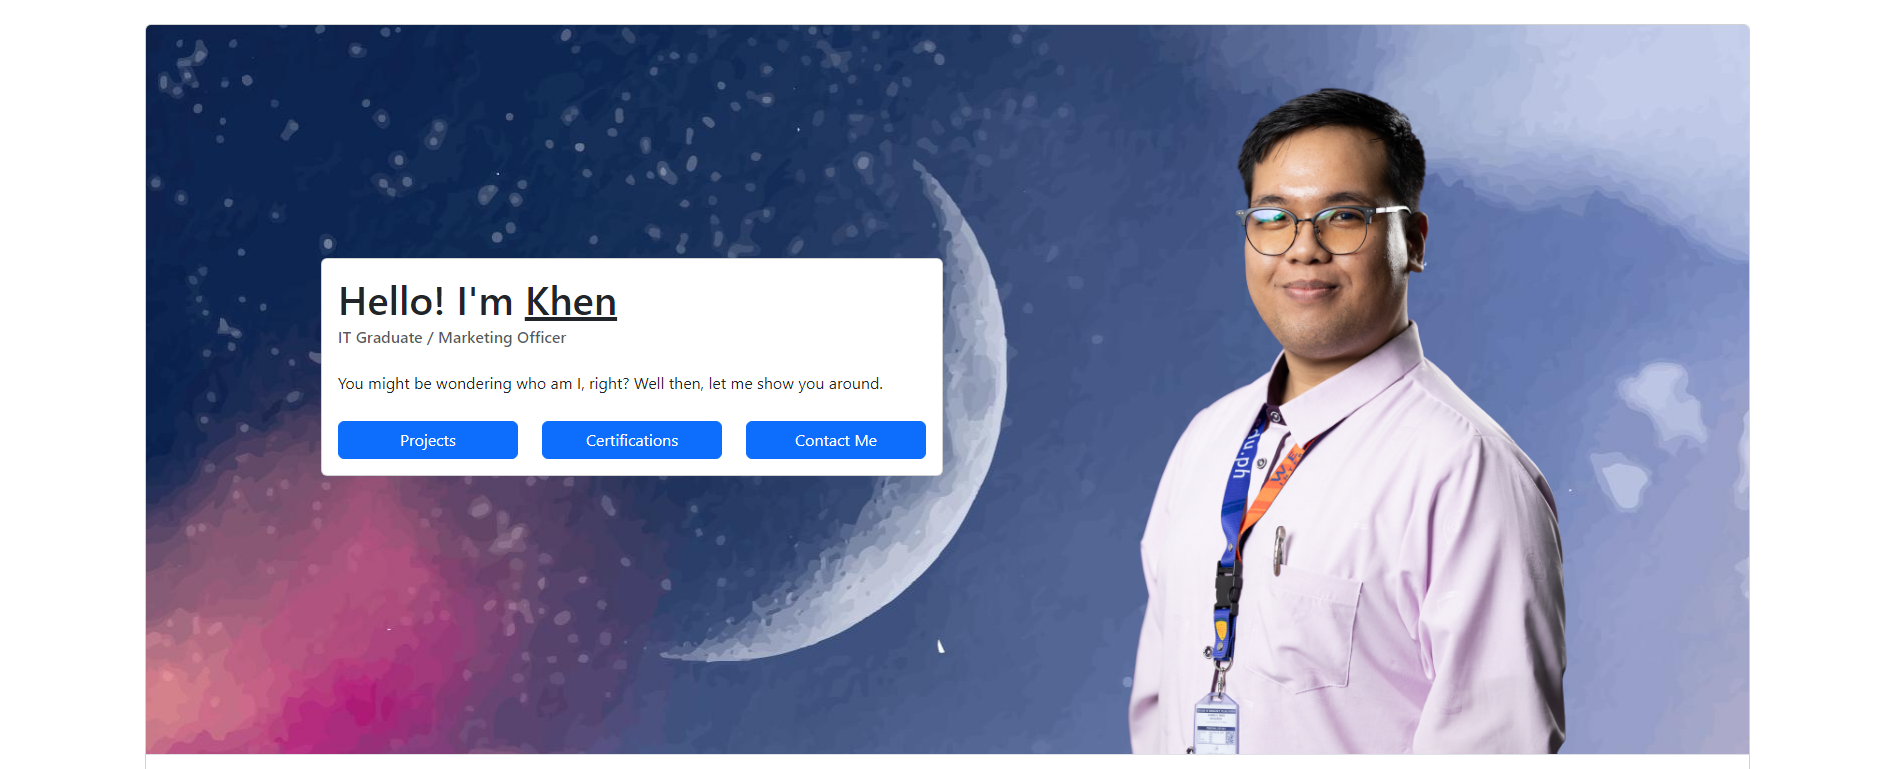 Hello! I'm Khen
IT Graduate / Marketing Officer
You might be wondering who am I, right? Well then, let me show you around.
Projects
Certifications
Contact Me
du.ph